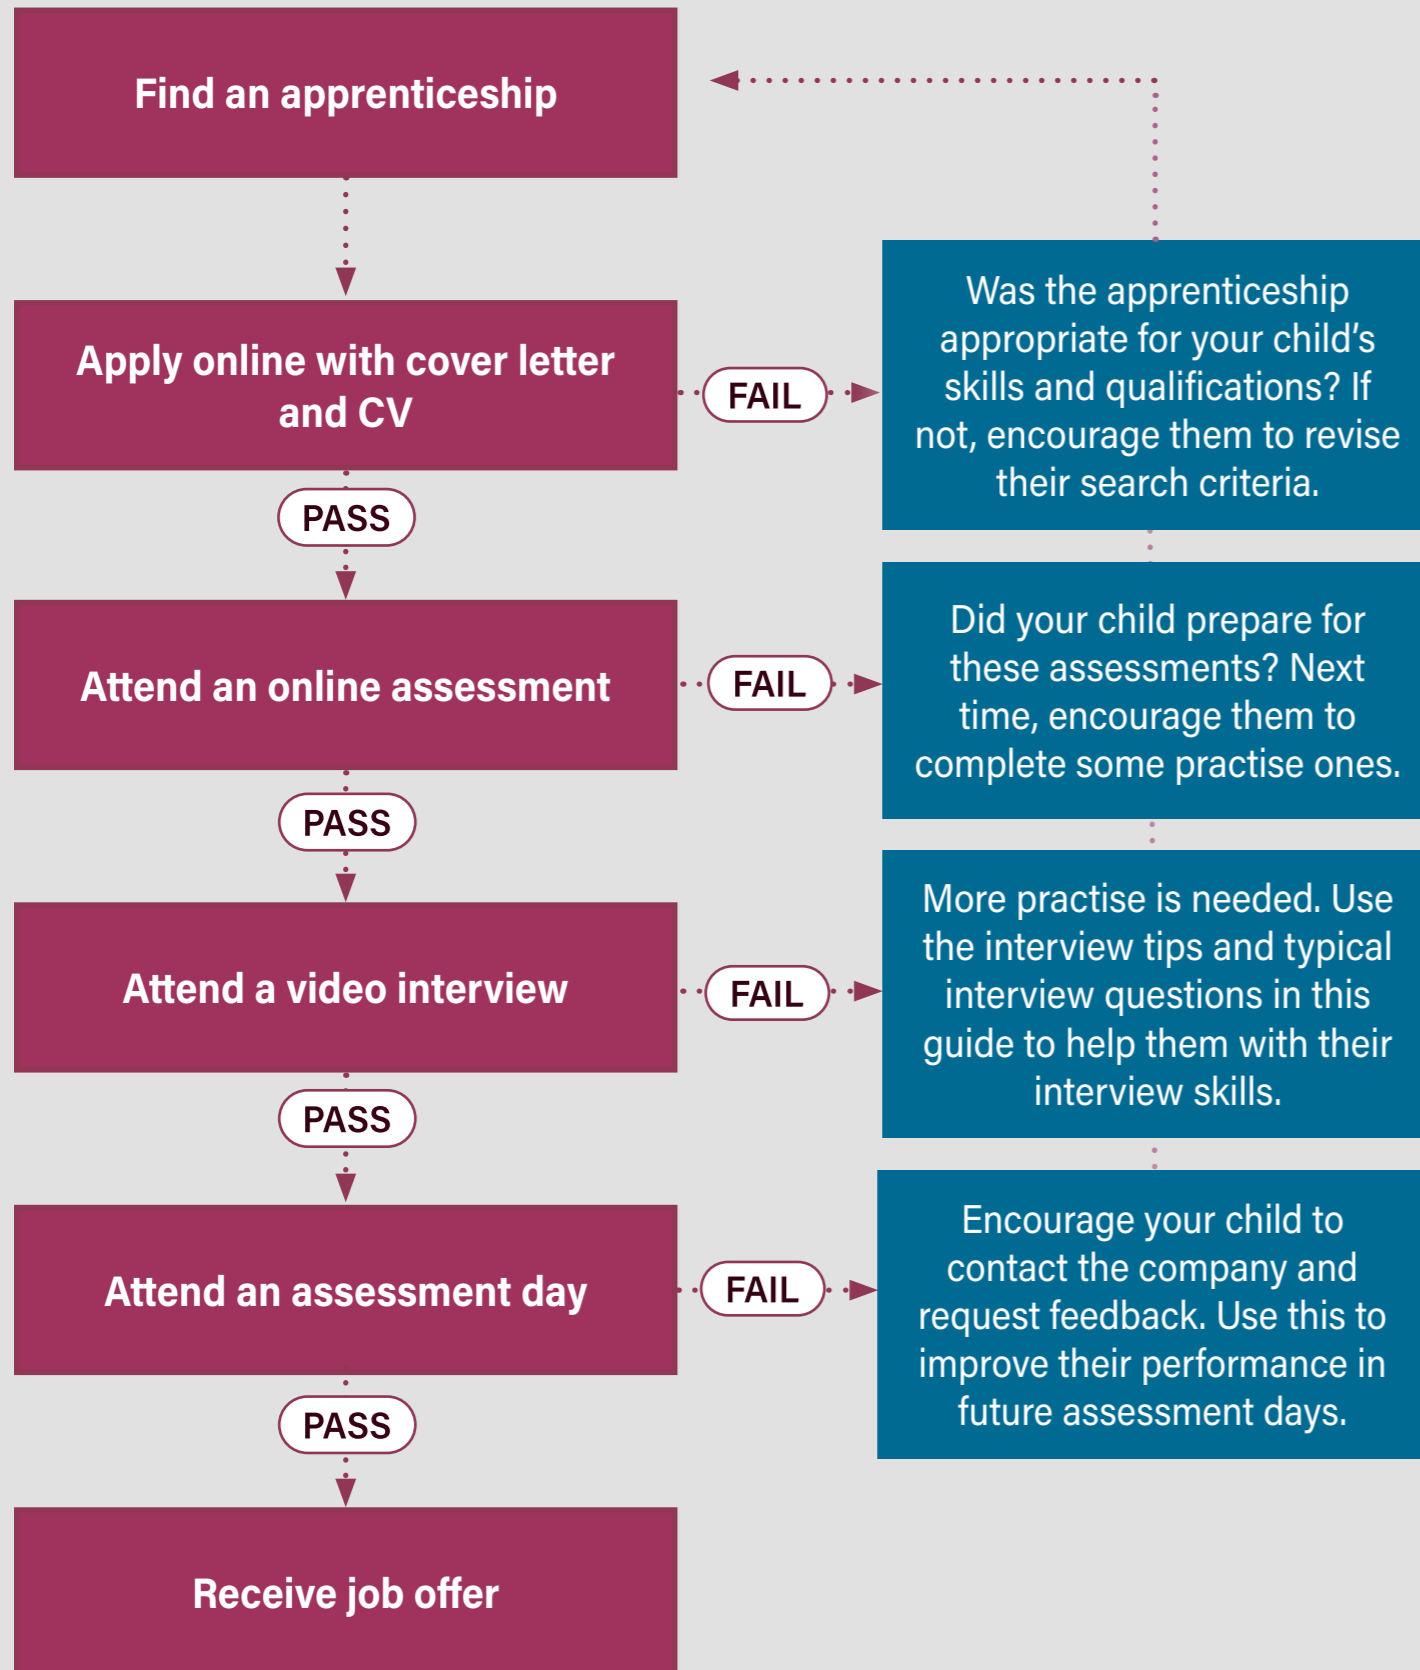 Find an apprenticeship
Apply online with cover letter
and CV
FAIL
Was the apprenticeship
appropriate for your child's
skills and qualifications? If
not, encourage them to revise
their search criteria.
PASS
Attend an online assessment
FAIL
Did your child prepare for
these assessments? Next
time, encourage them to
complete some practise ones.
PASS
Attend a video interview
FAIL
More practise is needed. Use
the interview tips and typical
interview questions in this
guide to help them with their
interview skills.
PASS
Attend an assessment day
FAIL
Encourage your child to
contact the company and
request feedback. Use this to
improve their performance in
future assessment days.
PASS
Receive job offer